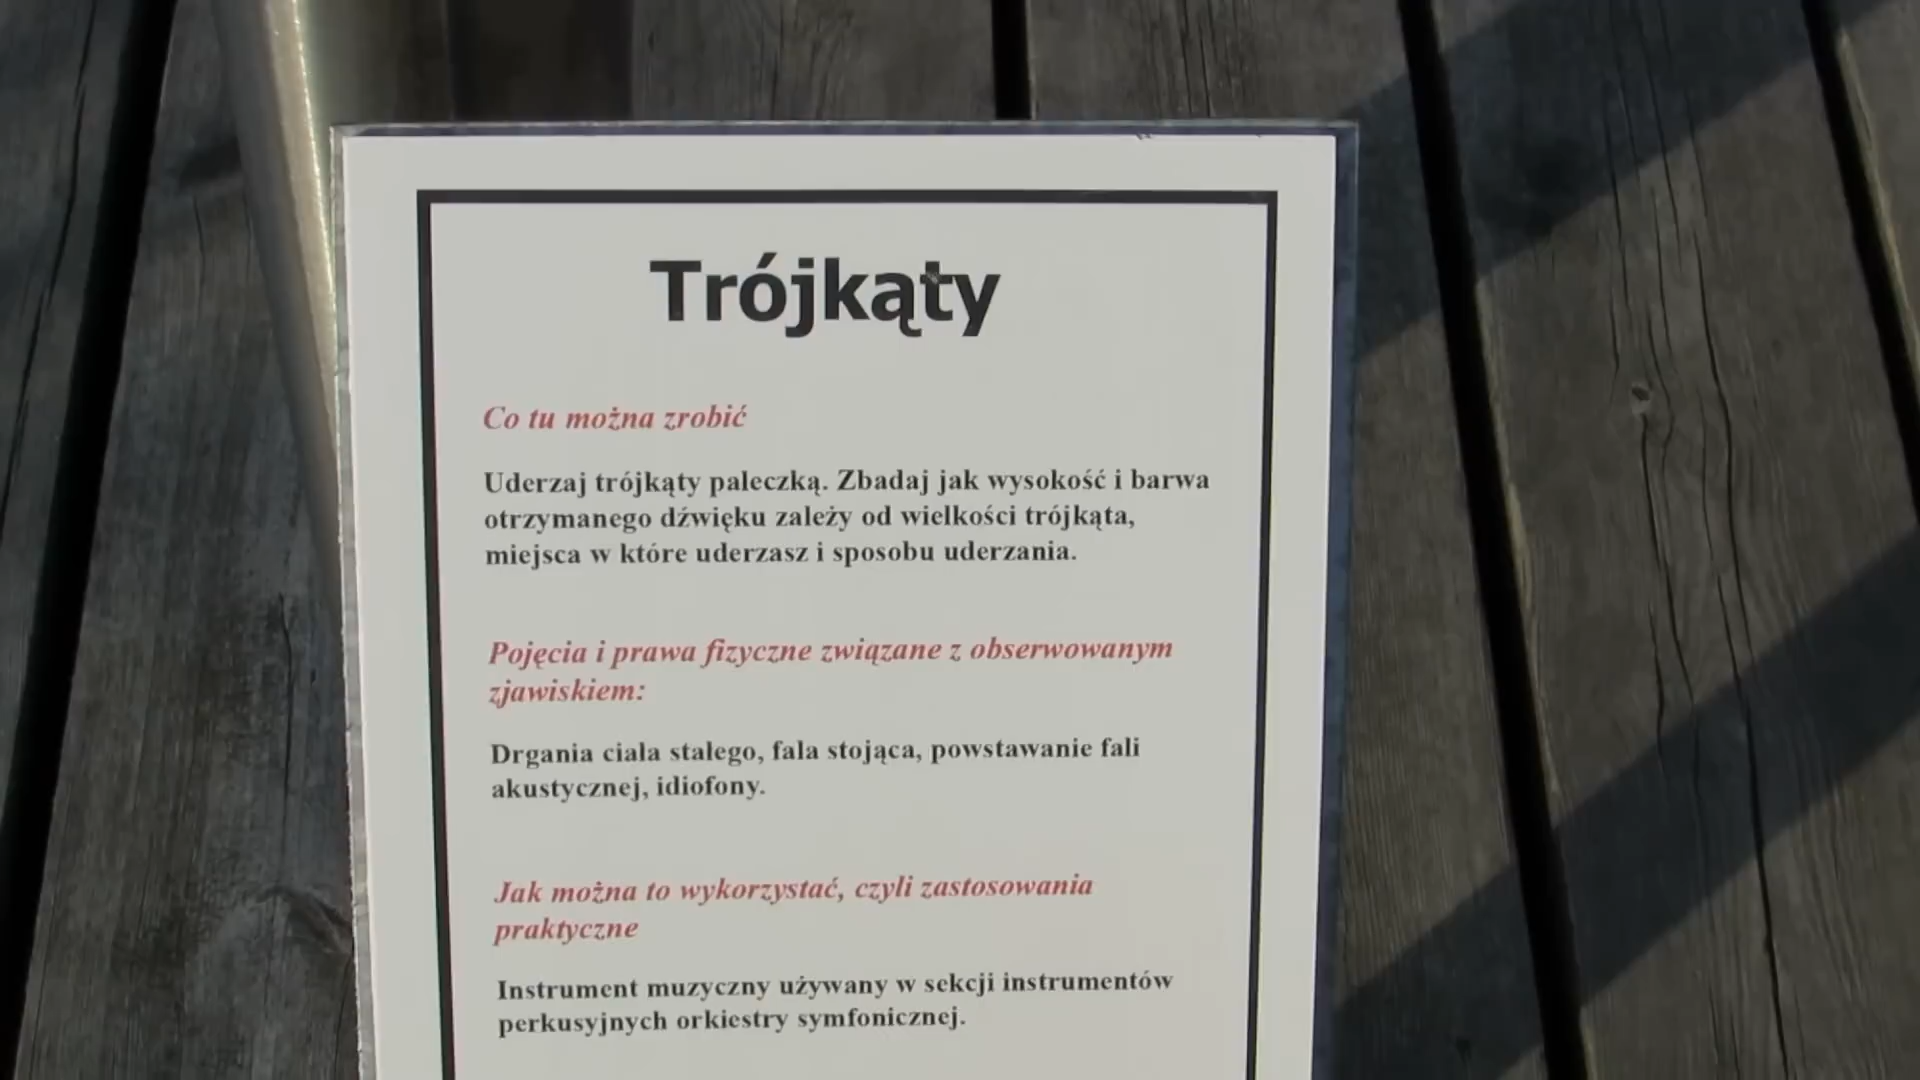 Trójkąty
Co tu można zrobić
Uderzaj trójkąty pałeczką. Zbadaj jak wysokość i barwa
otrzymanego dźwięku zależy od wielkości trójkąta,
miejsca w które uderzasz i sposobu uderzania.
Pojęcia i prawa fizyczne związane z obserwowanym
zjawiskiem:
Drgania ciała stałego, fala stojąca, powstawanie fali
akustycznej, idiofony.
Jak można to wykorzystać, czyli zastosowania
praktyczne
Instrument muzyczny używany w sekcji instrumentów
perkusyjnych orkiestry symfonicznej.